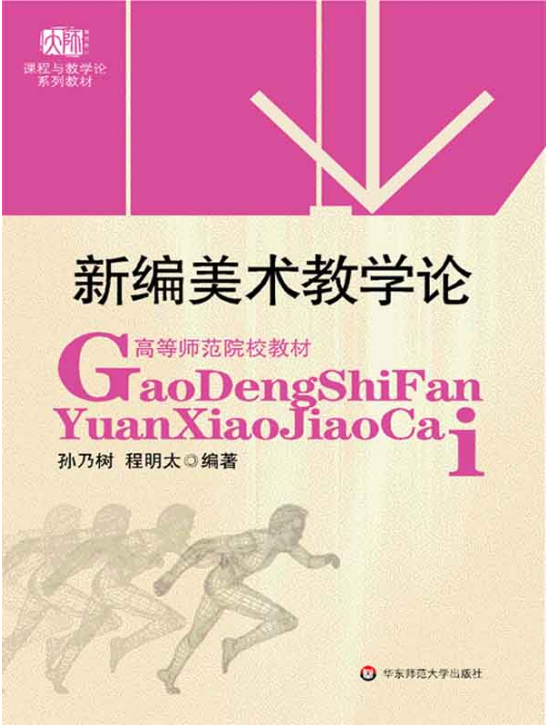 大师
课程与教学论
系列教材
新编美术教学论
高等师范院校教材
GaoDengShiFan
YuanXiaoJiaoCai
孙乃树 程明太◎编著
华东师范大学出版社